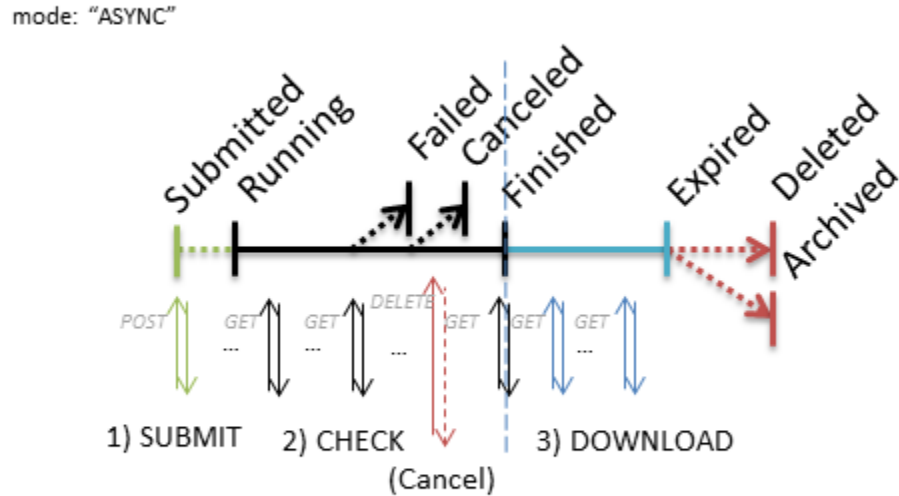 mode: “ASYNC”
Submitted
Running
Failed
Canceled
Finished
Expired
Deleted
Archived
POST
GET
GET
DELETE
GET
GET
GET
...
...
...
...
1) SUBMIT
2) CHECK
3) DOWNLOAD
(Cancel)